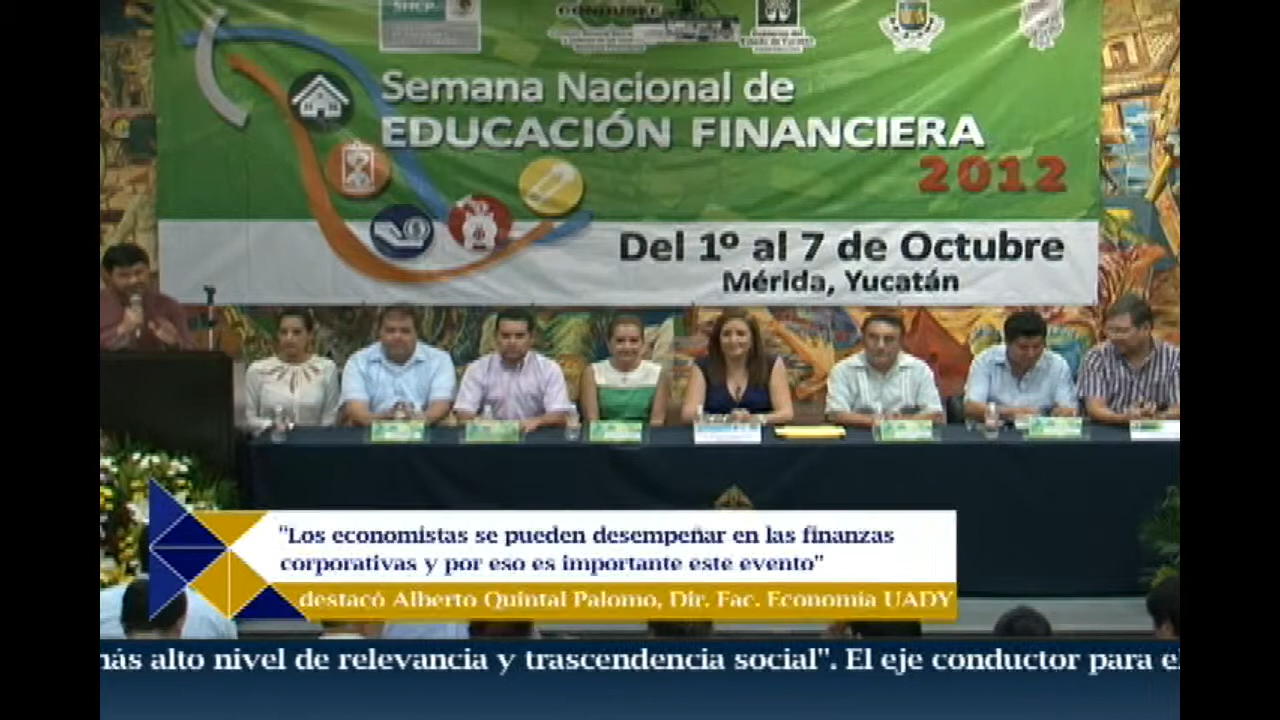 SHCP
CONDUSEF
Semana Nacional de
EDUCACIÓN FINANCIERA
2012
Del 1º al 7 de Octubre
Mérida, Yucatán
"Los economistas se pueden desempeñar en las finanzas
corporativas y por eso es importante este evento"
destacó Alberto Quintal Palomo, Dir. Fac. Economía UADY
más alto nivel de relevancia y trascendencia social". El eje conductor para el